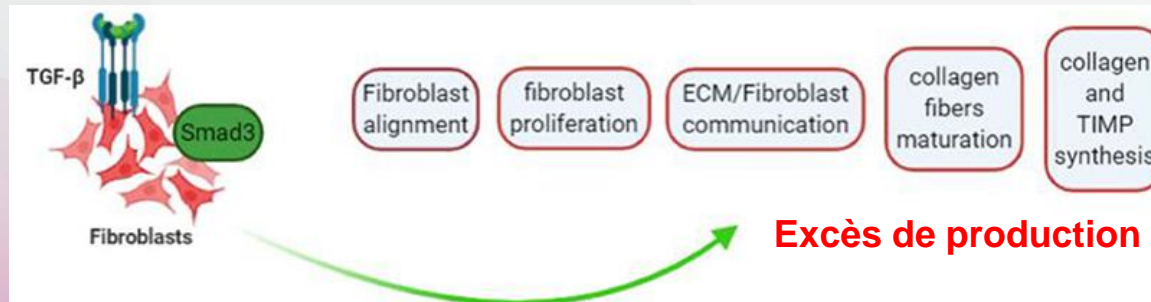 TGF-β
Smad3
Fibroblasts
Fibroblast
alignment
fibroblast
proliferation
ECM/Fibroblast
communication
collagen
fibers
maturation
collagen
and
TIMP
synthesis
Excès de production